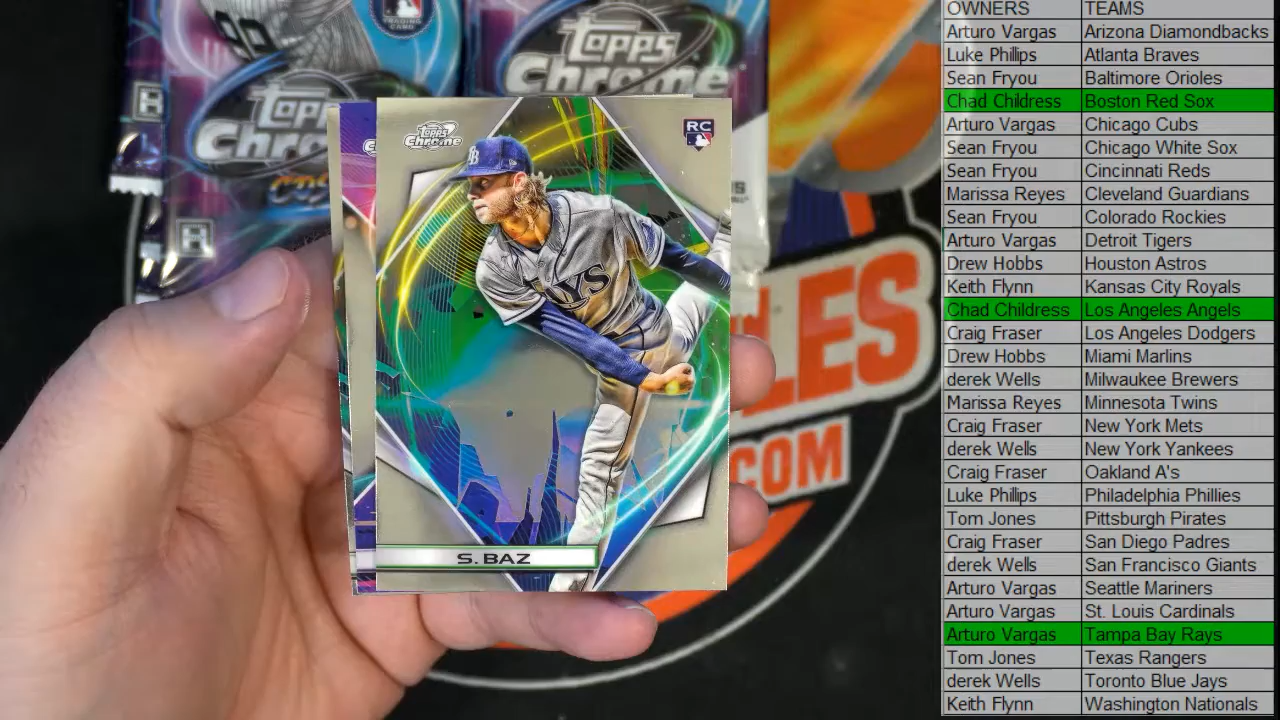 Topps
Chrome
Topps
RC
Topps
Chrome
RAYS
S. BAZ
LES
.COM
OWNERS TEAMS
Arturo Vargas Arizona Diamondbacks
Luke Phillips Atlanta Braves
Sean Fryou Baltimore Orioles
Chad Childress Boston Red Sox
Arturo Vargas Chicago Cubs
Sean Fryou Chicago White Sox
Sean Fryou Cincinnati Reds
Marissa Reyes Cleveland Guardians
Sean Fryou Colorado Rockies
Arturo Vargas Detroit Tigers
Drew Hobbs Houston Astros
Keith Flynn Kansas City Royals
Chad Childress Los Angeles Angels
Craig Fraser Los Angeles Dodgers
Drew Hobbs Miami Marlins
derek Wells Milwaukee Brewers
Marissa Reyes Minnesota Twins
Craig Fraser New York Mets
derek Wells New York Yankees
Craig Fraser Oakland A's
Luke Phillips Philadelphia Phillies
Tom Jones Pittsburgh Pirates
Craig Fraser San Diego Padres
derek Wells San Francisco Giants
Arturo Vargas Seattle Mariners
Arturo Vargas St. Louis Cardinals
Arturo Vargas Tampa Bay Rays
Tom Jones Texas Rangers
derek Wells Toronto Blue Jays
Keith Flynn Washington Nationals